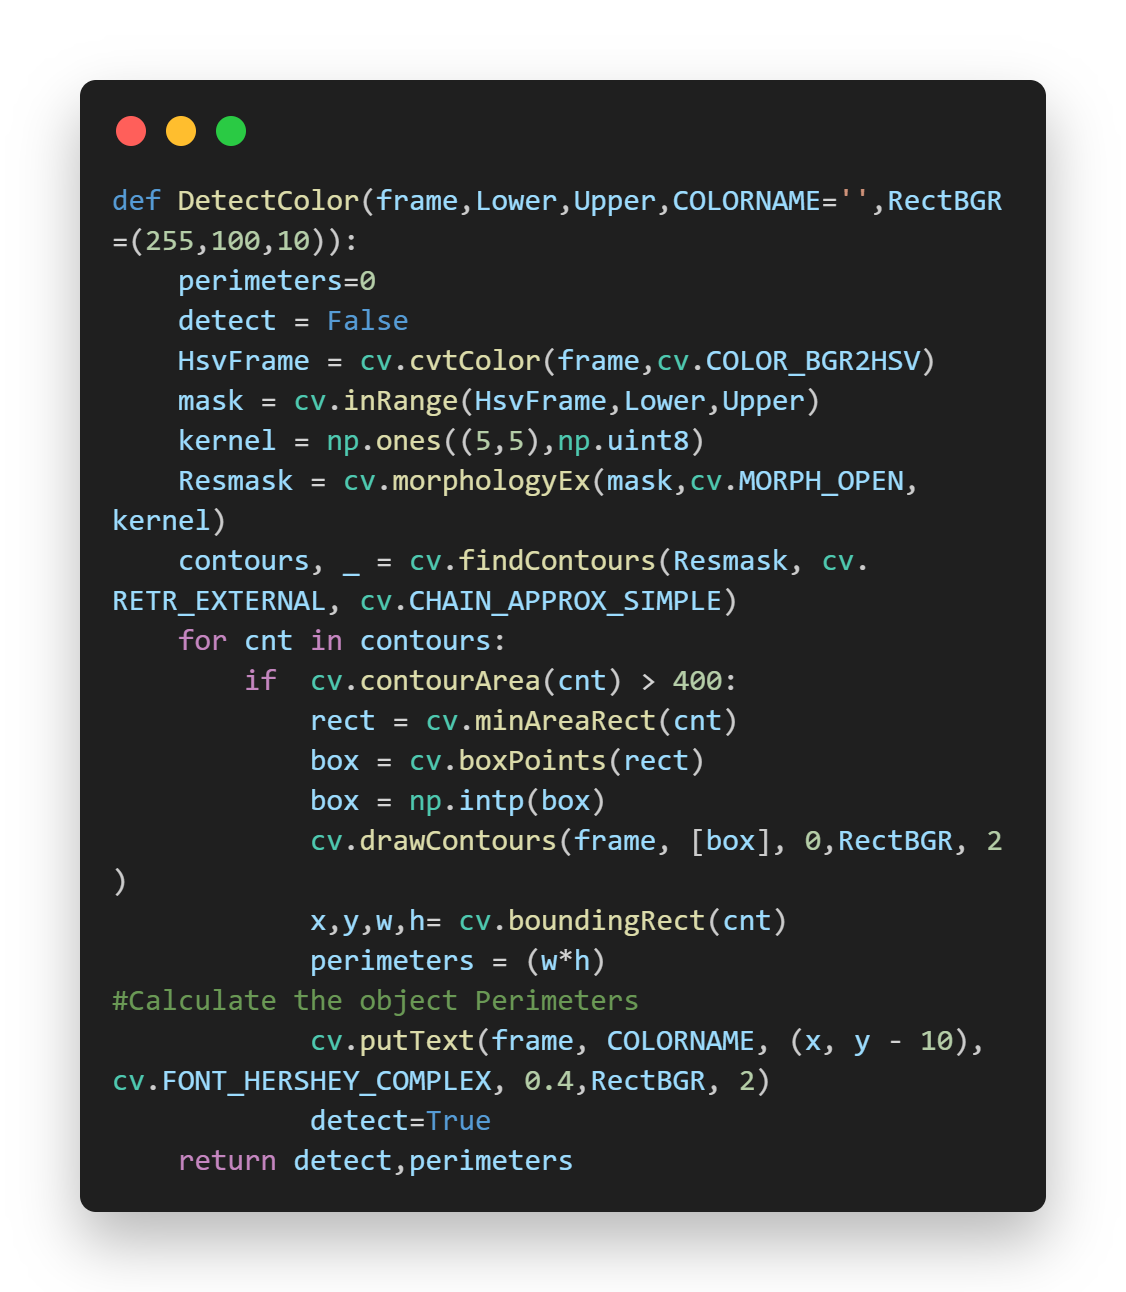 def DetectColor(frame,Lower,Upper,COLORNAME='',RectBGR
=(255,100,10)):
    perimeters=0
    detect = False
    HsvFrame = cv.cvtColor(frame,cv.COLOR_BGR2HSV)
    mask = cv.inRange(HsvFrame,Lower,Upper)
    kernel = np.ones((5,5),np.uint8)
    Resmask = cv.morphologyEx(mask,cv.MORPH_OPEN,
kernel)
    contours, _ = cv.findContours(Resmask, cv.
RETR_EXTERNAL, cv.CHAIN_APPROX_SIMPLE)
    for cnt in contours:
        if  cv.contourArea(cnt) > 400:
            rect = cv.minAreaRect(cnt)
            box = cv.boxPoints(rect)
            box = np.intp(box)
            cv.drawContours(frame, [box], 0,RectBGR, 2
)
            x,y,w,h= cv.boundingRect(cnt)
            perimeters = (w*h)
#Calculate the object Perimeters
            cv.putText(frame, COLORNAME, (x, y - 10),
cv.FONT_HERSHEY_COMPLEX, 0.4,RectBGR, 2)
            detect=True
    return detect,perimeters